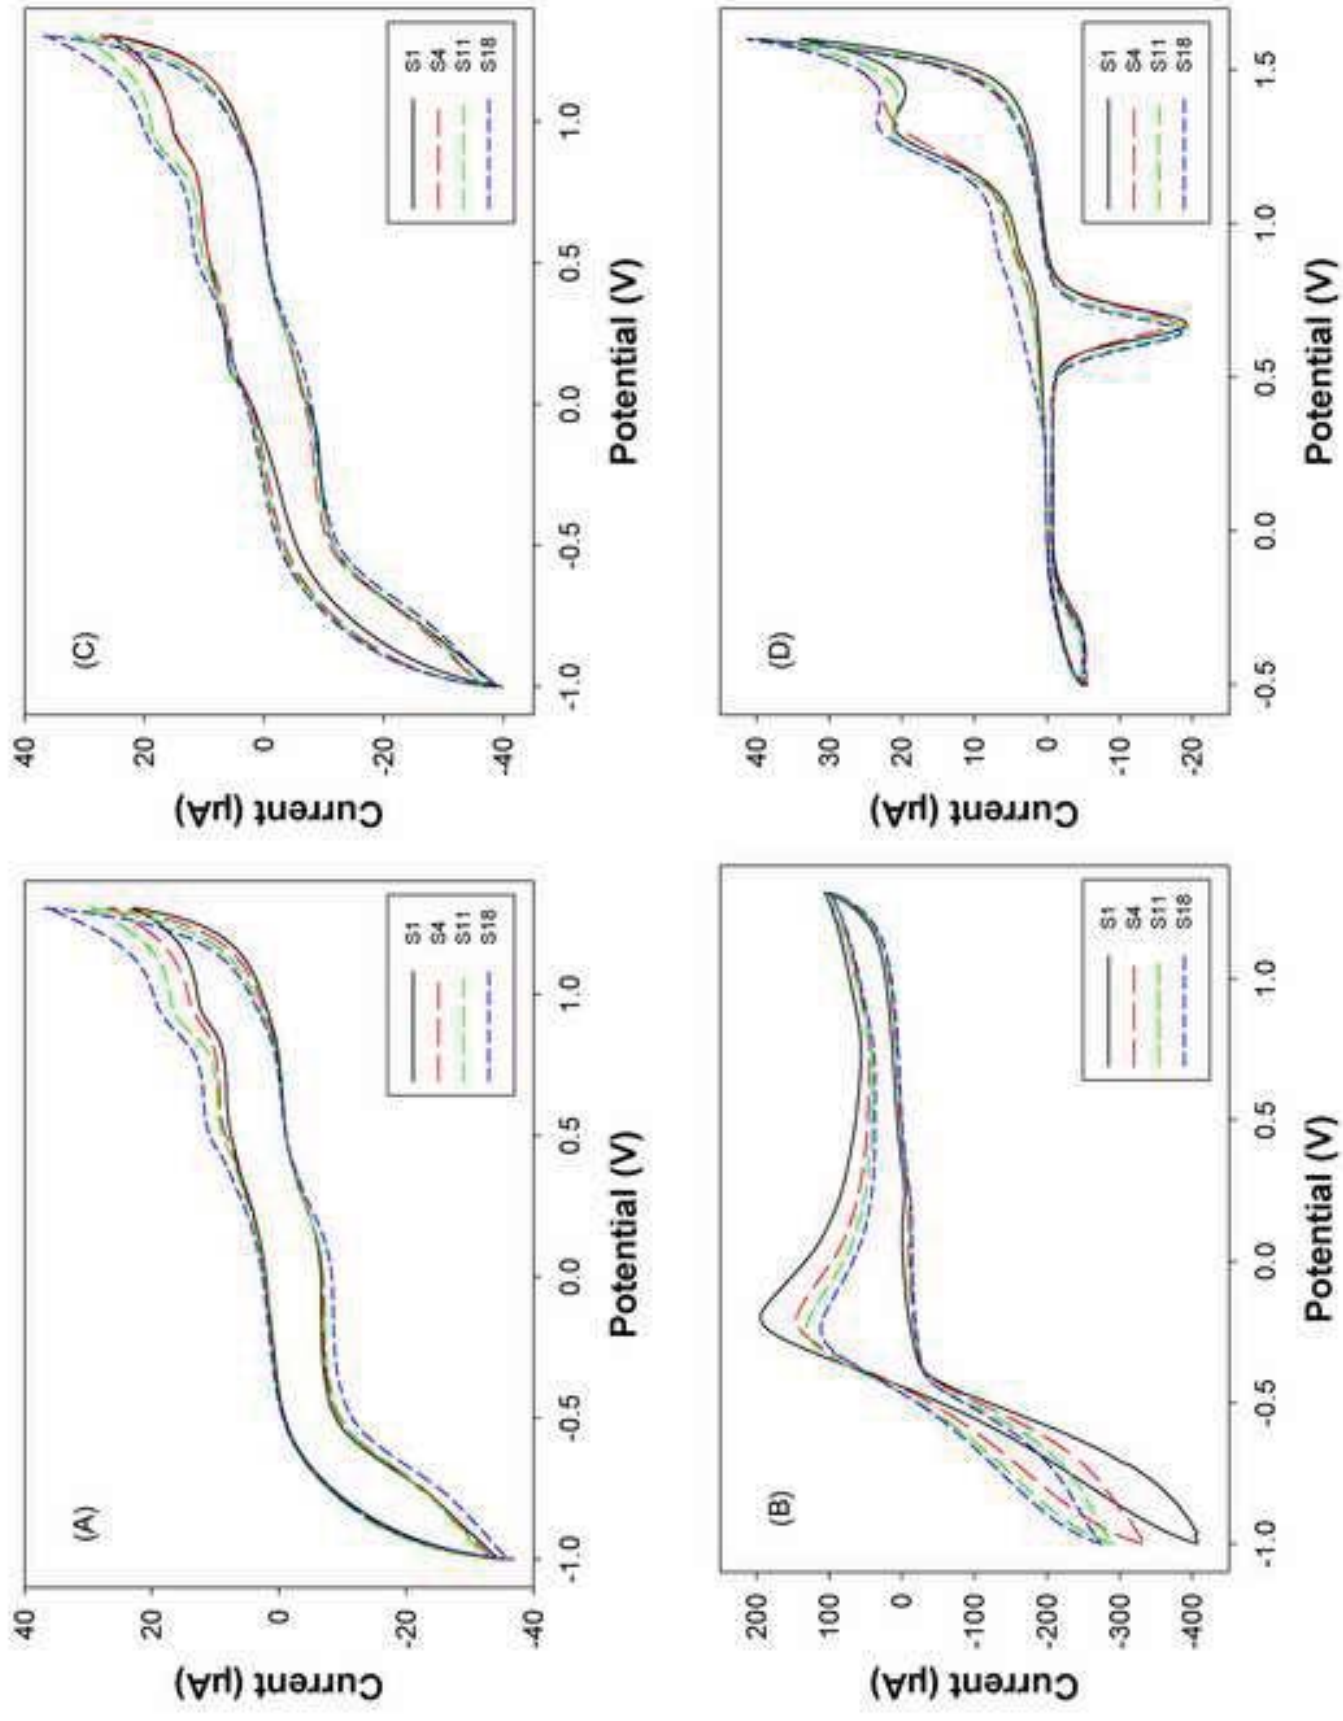 (A)
S1
S4
S11
S18
40
20
0
-20
-40
-1.0
-0.5
0.0
0.5
1.0
Current (µA)
Potential (V)
(C)
S1
S4
S11
S18
40
20
0
-20
-40
-1.0
-0.5
0.0
0.5
1.0
Current (µA)
Potential (V)
(B)
S1
S4
S11
S18
200
100
0
-100
-200
-300
-400
-1.0
-0.5
0.0
0.5
1.0
Current (µA)
Potential (V)
(D)
S1
S4
S11
S18
40
30
20
10
0
-10
-20
-0.5
0.0
0.5
1.0
1.5
Current (µA)
Potential (V)